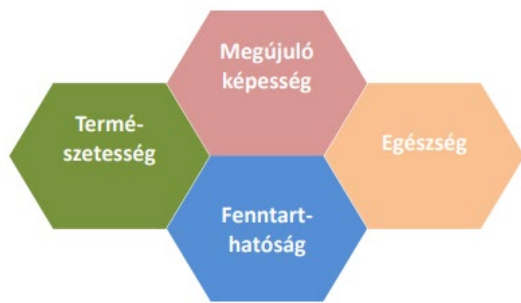 Megújuló
képesség
Termé-
szetesség
Egészség
Fenntart-
hatóság